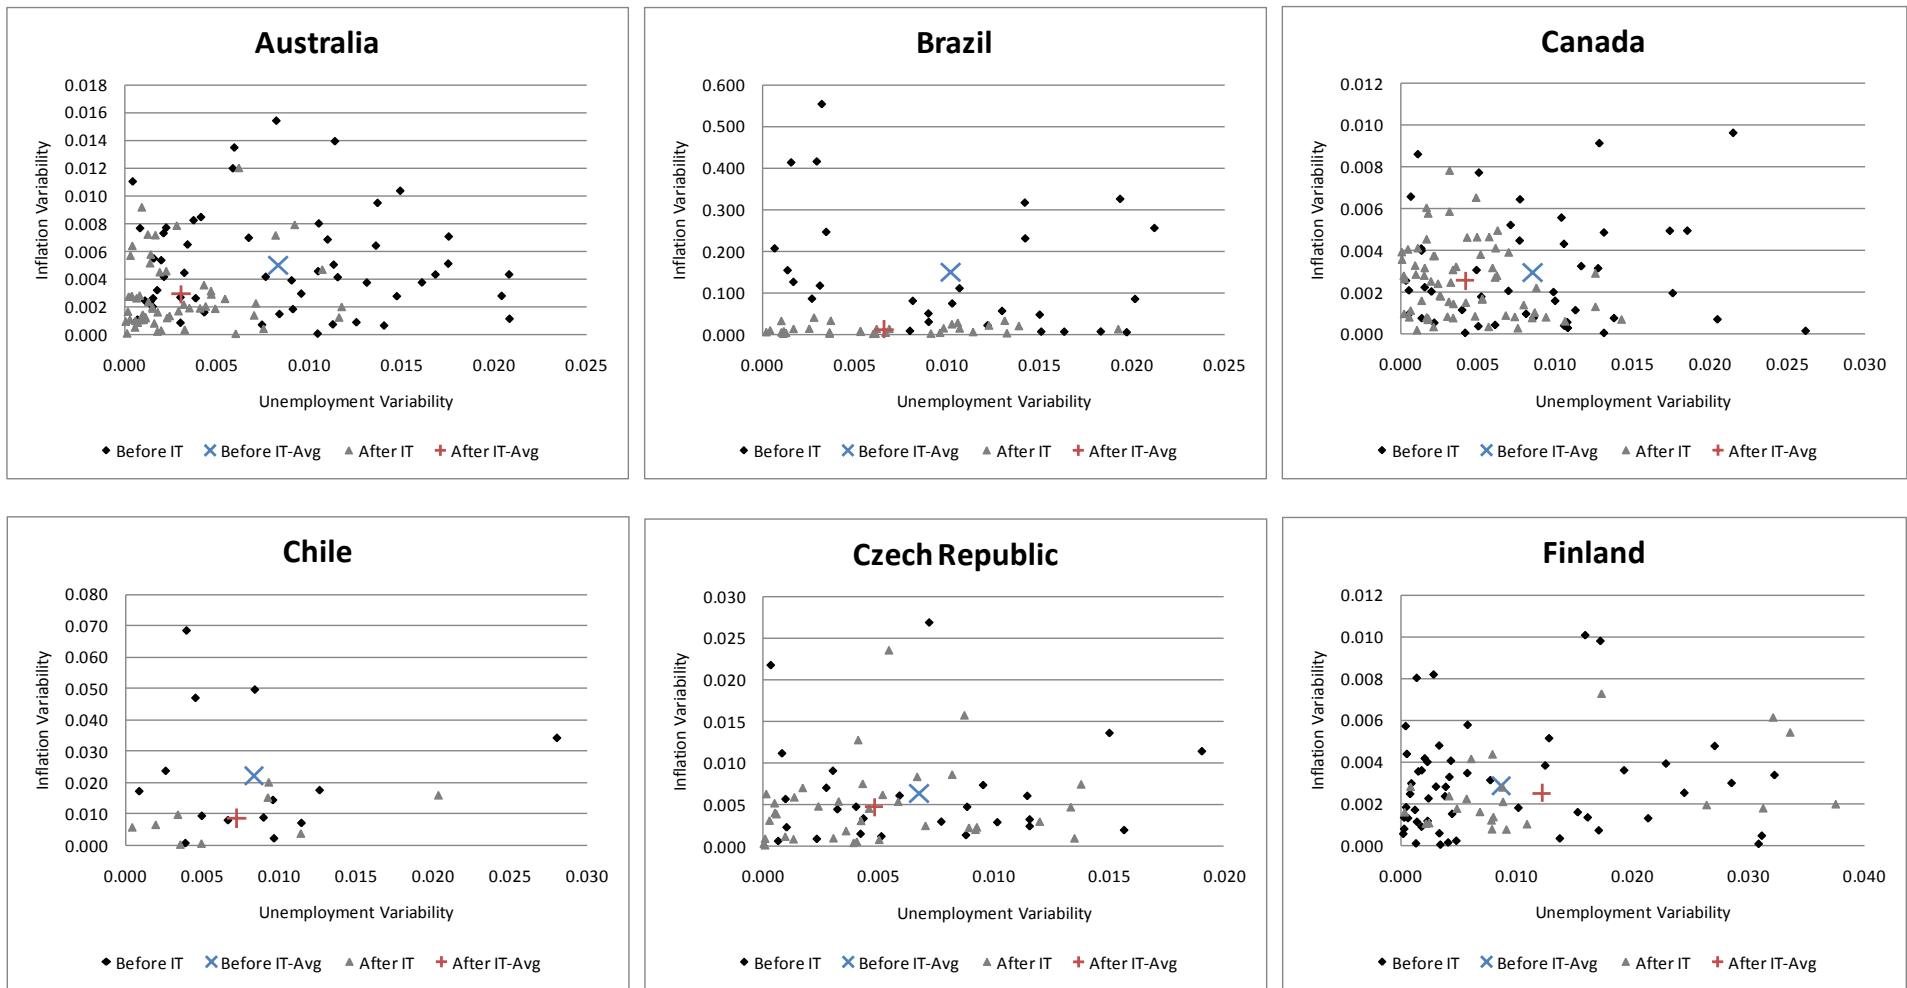 Australia
0.018
0.016
0.014
0.012
0.010
0.008
0.006
0.004
0.002
0.000
Inflation Variability
0.000 0.005 0.010 0.015 0.020 0.025
Unemployment Variability
Before IT Before IT-Avg After IT After IT-Avg
Brazil
0.600
0.500
0.400
0.300
0.200
0.100
0.000
Inflation Variability
0.000 0.005 0.010 0.015 0.020 0.025
Unemployment Variability
Before IT Before IT-Avg After IT After IT-Avg
Canada
0.012
0.010
0.008
0.006
0.004
0.002
0.000
Inflation Variability
0.000 0.005 0.010 0.015 0.020 0.025 0.030
Unemployment Variability
Before IT Before IT-Avg After IT After IT-Avg
Chile
0.080
0.070
0.060
0.050
0.040
0.030
0.020
0.010
0.000
Inflation Variability
0.000 0.005 0.010 0.015 0.020 0.025 0.030
Unemployment Variability
Before IT Before IT-Avg After IT After IT-Avg
Czech Republic
0.030
0.025
0.020
0.015
0.010
0.005
0.000
Inflation Variability
0.000 0.005 0.010 0.015 0.020
Unemployment Variability
Before IT Before IT-Avg After IT After IT-Avg
Finland
0.012
0.010
0.008
0.006
0.004
0.002
0.000
Inflation Variability
0.000 0.010 0.020 0.030 0.040
Unemployment Variability
Before IT Before IT-Avg After IT After IT-Avg